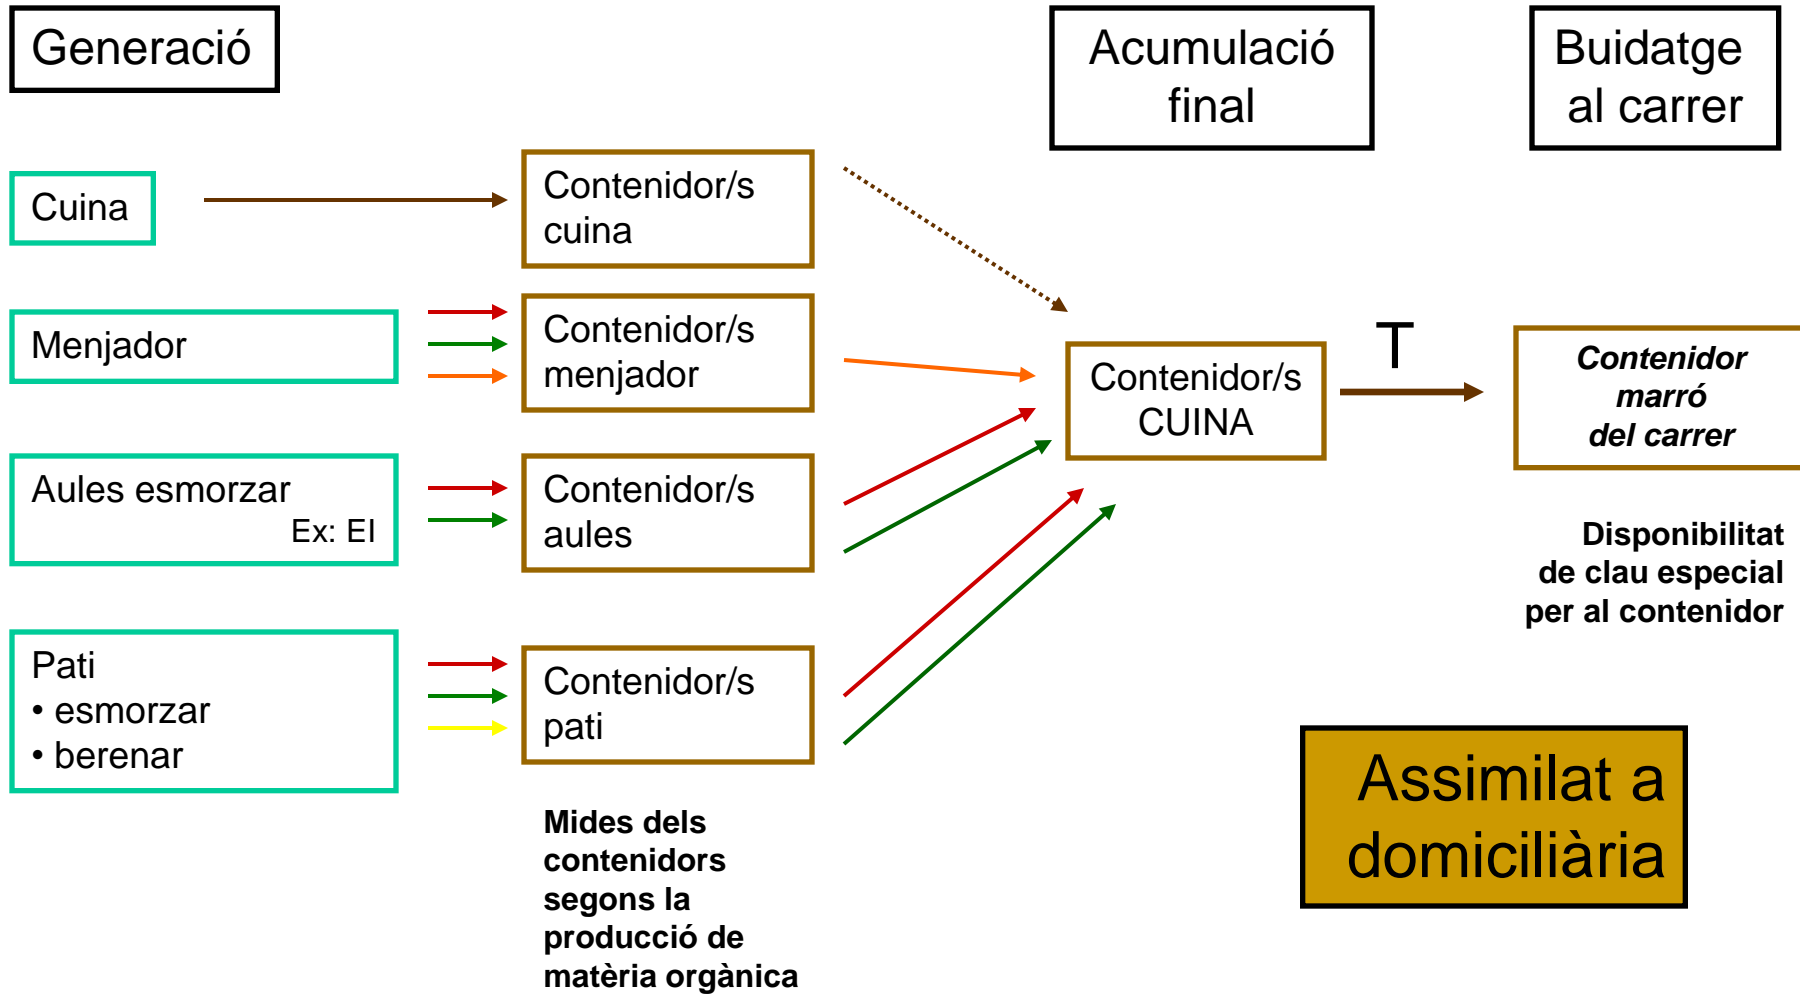 Generació
Acumulació
final
Buidatge
al carrer
Cuina
Contenidor/s
cuina
Menjador
Contenidor/s
menjador
Contenidor/s
CUINA
T
Contenidor
marró
del carrer
Aules esmorzar
Ex: EI
Contenidor/s
aules
Disponibilitat
de clau especial
per al contenidor
Pati
• esmorzar
• berenar
Contenidor/s
pati
Assimilat a
domiciliària
Mides dels
contenidors
segons la
producció de
matèria orgànica